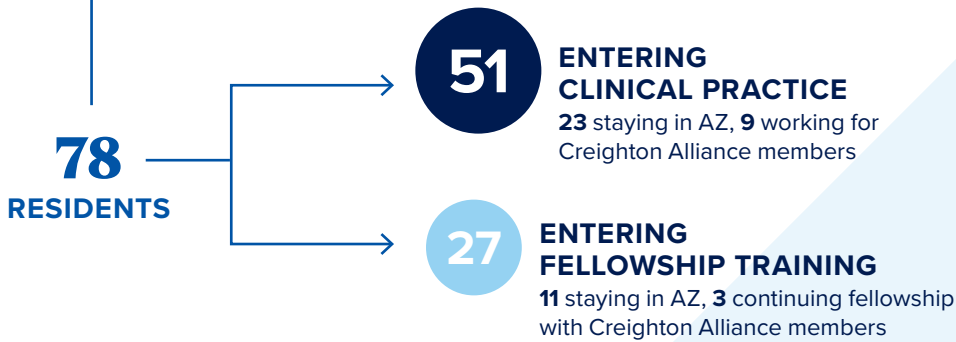 78
RESIDENTS
51
ENTERING
CLINICAL PRACTICE
23 staying in AZ, 9 working for
Creighton Alliance members
27
ENTERING
FELLOWSHIP TRAINING
11 staying in AZ, 3 continuing fellowship
with Creighton Alliance members